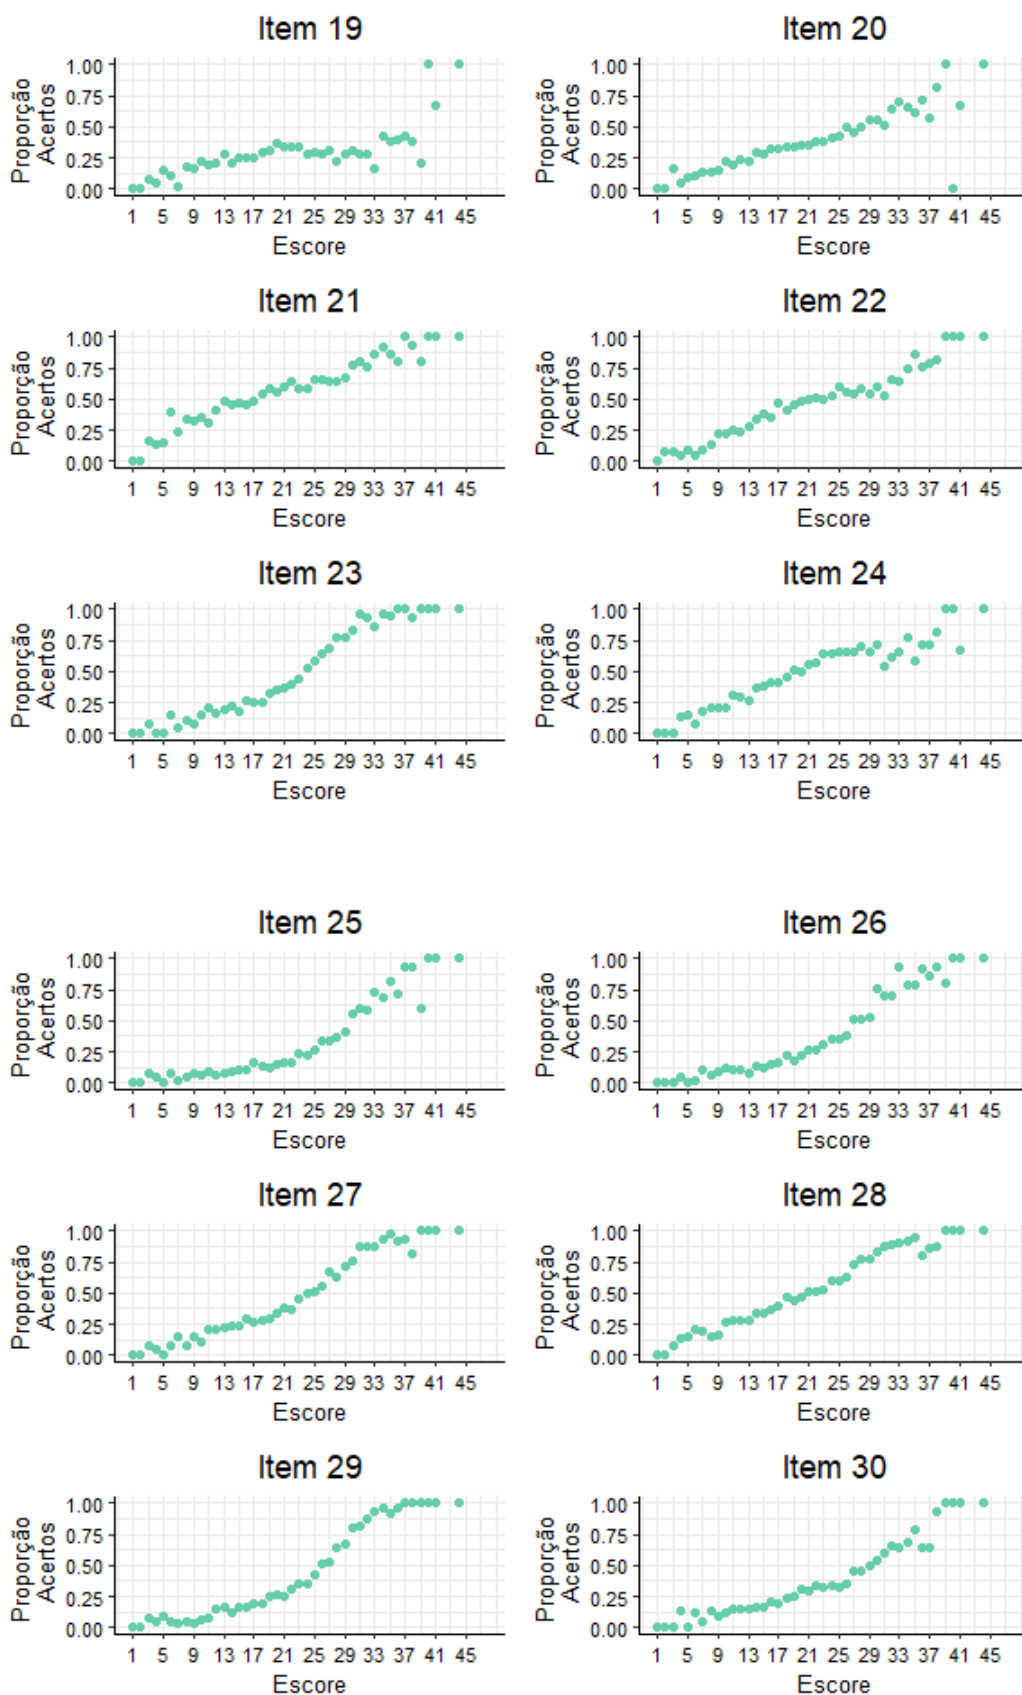 Item 19
Proporção
Acertos
1.00
0.75
0.50
0.25
0.00
1 5 9 13 17 21 25 29 33 37 41 45
Escore
Item 20
Proporção
Acertos
1.00
0.75
0.50
0.25
0.00
1 5 9 13 17 21 25 29 33 37 41 45
Escore
Item 21
Proporção
Acertos
1.00
0.75
0.50
0.25
0.00
1 5 9 13 17 21 25 29 33 37 41 45
Escore
Item 22
Proporção
Acertos
1.00
0.75
0.50
0.25
0.00
1 5 9 13 17 21 25 29 33 37 41 45
Escore
Item 23
Proporção
Acertos
1.00
0.75
0.50
0.25
0.00
1 5 9 13 17 21 25 29 33 37 41 45
Escore
Item 24
Proporção
Acertos
1.00
0.75
0.50
0.25
0.00
1 5 9 13 17 21 25 29 33 37 41 45
Escore
Item 25
Proporção
Acertos
1.00
0.75
0.50
0.25
0.00
1 5 9 13 17 21 25 29 33 37 41 45
Escore
Item 26
Proporção
Acertos
1.00
0.75
0.50
0.25
0.00
1 5 9 13 17 21 25 29 33 37 41 45
Escore
Item 27
Proporção
Acertos
1.00
0.75
0.50
0.25
0.00
1 5 9 13 17 21 25 29 33 37 41 45
Escore
Item 28
Proporção
Acertos
1.00
0.75
0.50
0.25
0.00
1 5 9 13 17 21 25 29 33 37 41 45
Escore
Item 29
Proporção
Acertos
1.00
0.75
0.50
0.25
0.00
1 5 9 13 17 21 25 29 33 37 41 45
Escore
Item 30
Proporção
Acertos
1.00
0.75
0.50
0.25
0.00
1 5 9 13 17 21 25 29 33 37 41 45
Escore